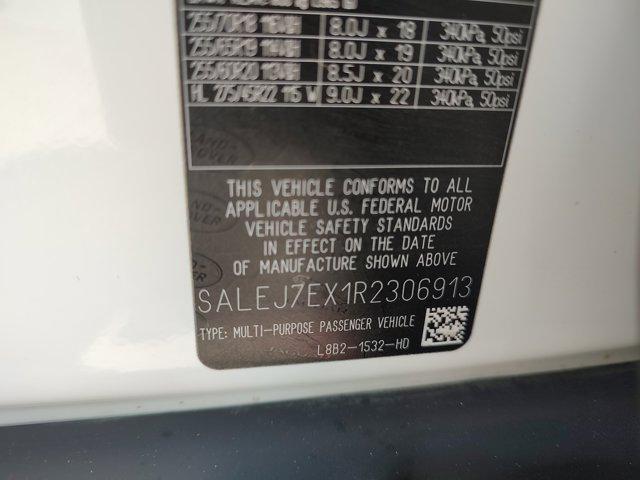 255/70R18 116H 8.0J x 18 340kPa, 50psi
255/65R19 114H 8.0J x 19 340kPa, 50psi
255/60R20 113H 8.5J x 20 340kPa, 50psi
HL 275/45R22 115 W 9.0J x 22 340kPa, 50psi
THIS VEHICLE CONFORMS TO ALL
APPLICABLE U.S. FEDERAL MOTOR
VEHICLE SAFETY STANDARDS
IN EFFECT ON THE DATE
OF MANUFACTURE SHOWN ABOVE
SALEJ7EX1R2306913
TYPE: MULTI-PURPOSE PASSENGER VEHICLE
L8B2-1532-HD